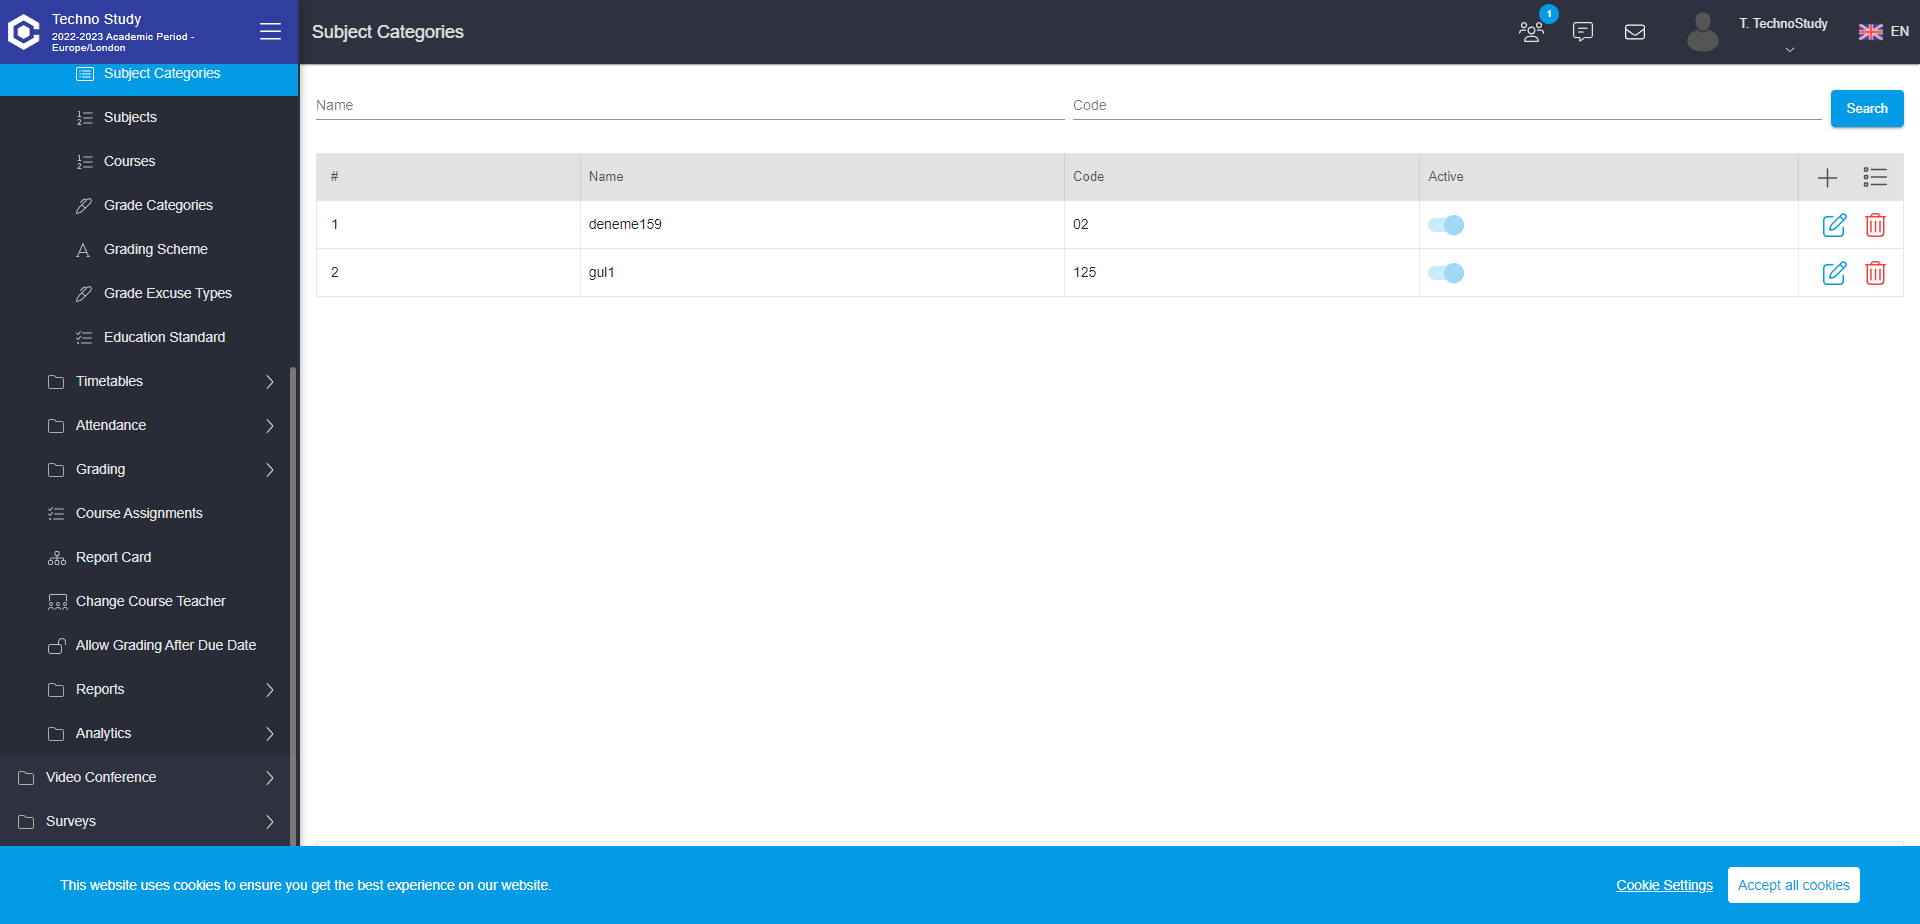 Techno Study
2022-2023 Academic Period -
Europe/London
Subject Categories
1
T. TechnoStudy
EN
Subject Categories
Subjects
Courses
Grade Categories
Grading Scheme
Grade Excuse Types
Education Standard
Timetables
Attendance
Grading
Course Assignments
Report Card
Change Course Teacher
Allow Grading After Due Date
Reports
Analytics
Video Conference
Surveys
Name
Code
Search
# Name Code Active
1 deneme159 02
2 gul1 125
This website uses cookies to ensure you get the best experience on our website.
Cookie Settings
Accept all cookies